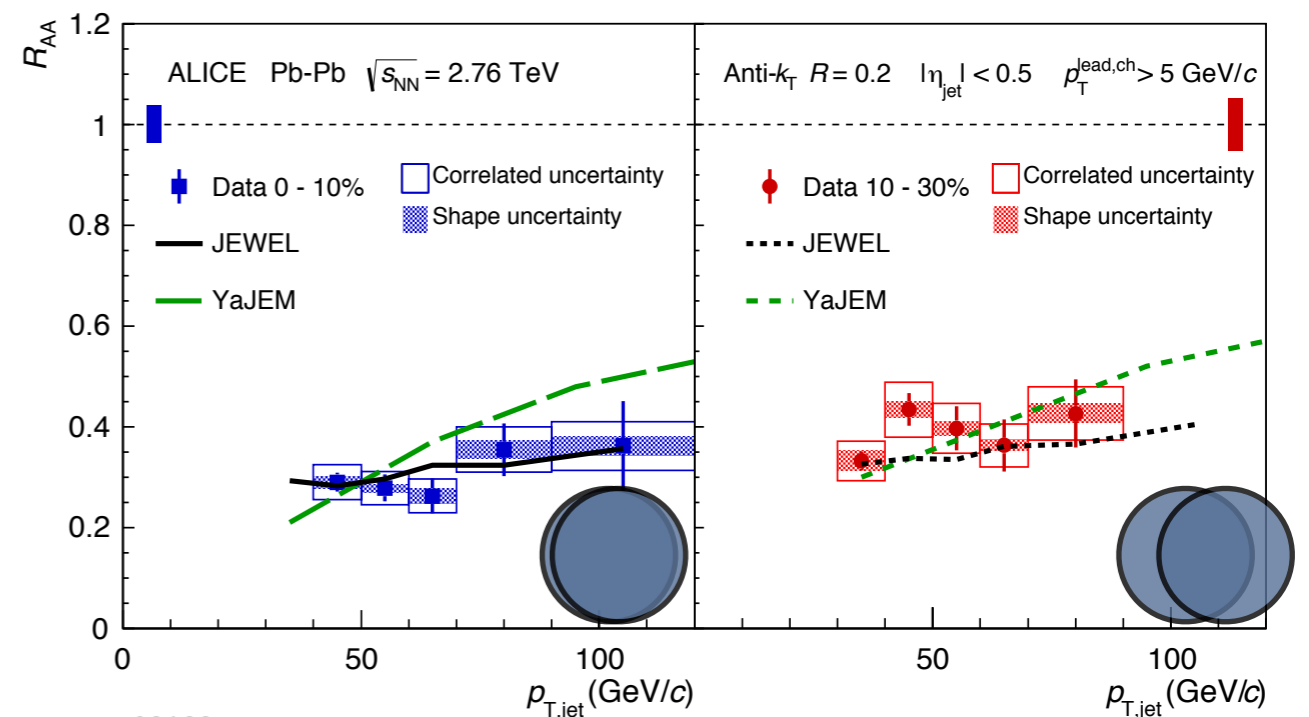 R_AA
1.2
1
0.8
0.6
0.4
0.2
0
ALICE Pb-Pb √s_NN = 2.76 TeV
Data 0 - 10%
Correlated uncertainty
Shape uncertainty
JEWEL
YaJEM
0 50 100
p_T,jet (GeV/c)
Anti-k_T R = 0.2 |η_jet| < 0.5 p_T^lead,ch > 5 GeV/c
Data 10 - 30%
Correlated uncertainty
Shape uncertainty
JEWEL
YaJEM
50 100
p_T,jet (GeV/c)